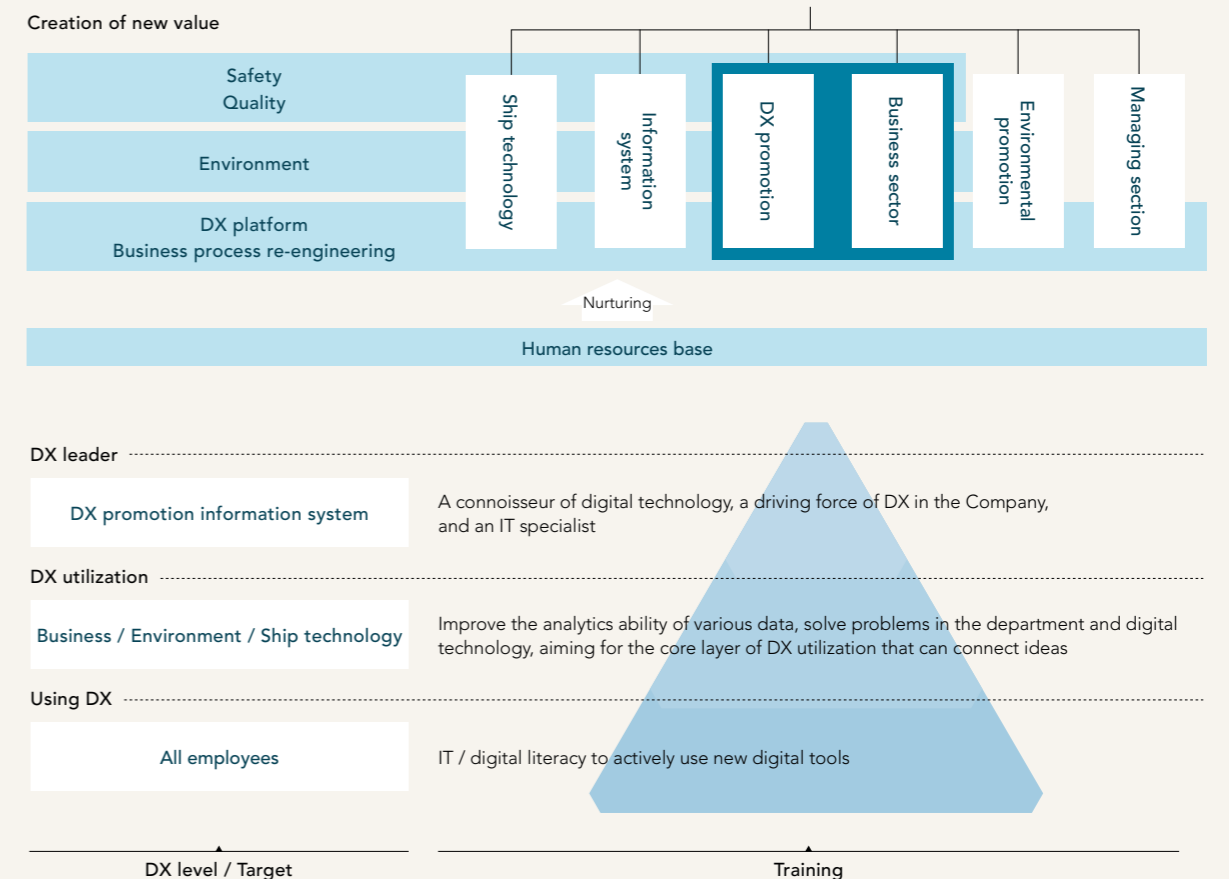 Creation of new value
Safety
Quality
Environment
DX platform
Business process re-engineering
Ship technology
Information
system
DX promotion
Business sector
Environmental
promotion
Managing section
Nurturing
Human resources base
DX leader
DX promotion information system
A connoisseur of digital technology, a driving force of DX in the Company,
and an IT specialist
DX utilization
Business / Environment / Ship technology
Improve the analytics ability of various data, solve problems in the department and digital
technology, aiming for the core layer of DX utilization that can connect ideas
Using DX
All employees
IT / digital literacy to actively use new digital tools
DX level / Target
Training